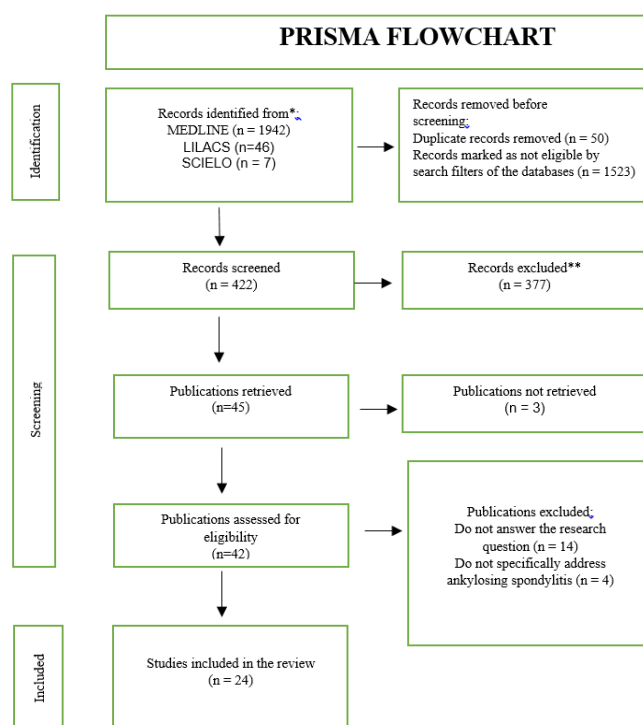 PRISMA FLOWCHART
Identification
Records identified from*:
MEDLINE (n = 1942)
LILACS (n=46)
SCIELO (n = 7)
Records removed before
screening:
Duplicate records removed (n = 50)
Records marked as not eligible by
search filters of the databases (n = 1523)
Screening
Records screened
(n = 422)
Records excluded**
(n = 377)
Publications retrieved
(n=45)
Publications not retrieved
(n = 3)
Publications assessed for
eligibility
(n=42)
Publications excluded:
Do not answer the research
question (n = 14)
Do not specifically address
ankylosing spondylitis (n = 4)
Included
Studies included in the review
(n = 24)